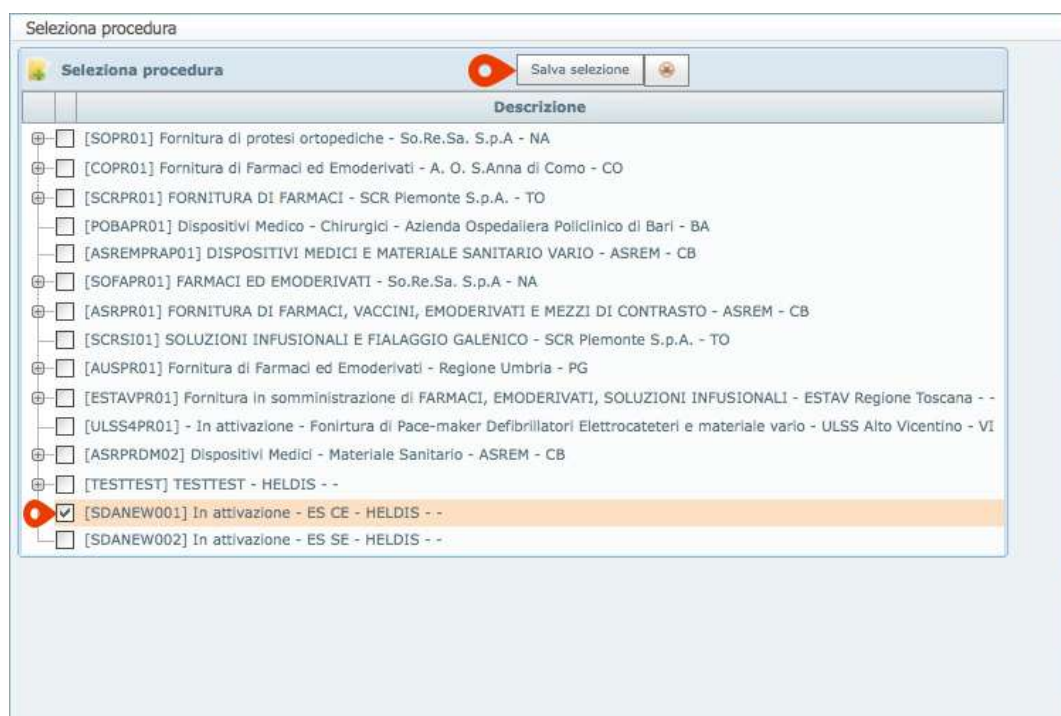 Seleziona procedura
Seleziona procedura
Salva selezione
Descrizione
[SOPR01] Fornitura di protesi ortopediche - So.Re.Sa. S.p.A - NA
[COPR01] Fornitura di Farmaci ed Emoderivati - A. O. S.Anna di Como - CO
[SCRPR01] FORNITURA DI FARMACI - SCR Piemonte S.p.A. - TO
[POBAPR01] Dispositivi Medico - Chirurgici - Azienda Ospedaliera Policlinico di Bari - BA
[ASREMPRAP01] DISPOSITIVI MEDICI E MATERIALE SANITARIO VARIO - ASREM - CB
[SOFAPR01] FARMACI ED EMODERIVATI - So.Re.Sa. S.p.A - NA
[ASRPR01] FORNITURA DI FARMACI, VACCINI, EMODERIVATI E MEZZI DI CONTRASTO - ASREM - CB
[SCRSI01] SOLUZIONI INFUSIONALI E FIALAGGIO GALENICO - SCR Piemonte S.p.A. - TO
[AUSPR01] Fornitura di Farmaci ed Emoderivati - Regione Umbria - PG
[ESTAVPR01] Fornitura in somministrazione di FARMACI, EMODERIVATI, SOLUZIONI INFUSIONALI - ESTAV Regione Toscana - -
[ULSS4PR01] - In attivazione - Fonirtura di Pace-maker Defibrillatori Elettrocateteri e materiale vario - ULSS Alto Vicentino - VI
[ASRPRDM02] Dispositivi Medici - Materiale Sanitario - ASREM - CB
[TESTTEST] TESTTEST - HELDIS - -
[SDANEW001] In attivazione - ES CE - HELDIS - -
[SDANEW002] In attivazione - ES SE - HELDIS - -